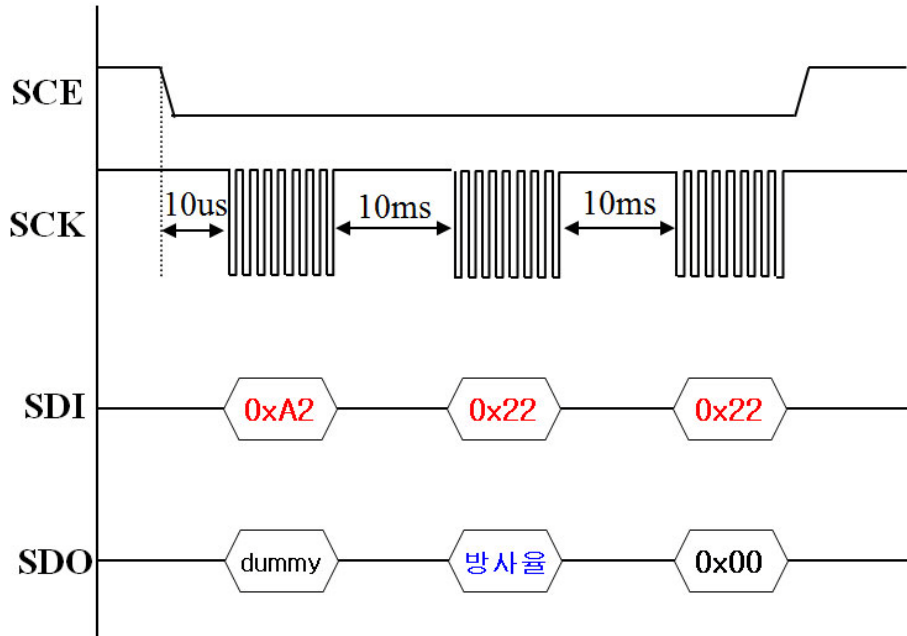 SCE
SCK
10us
10ms
10ms
SDI
0xA2
0x22
0x22
SDO
dummy
방사율
0x00